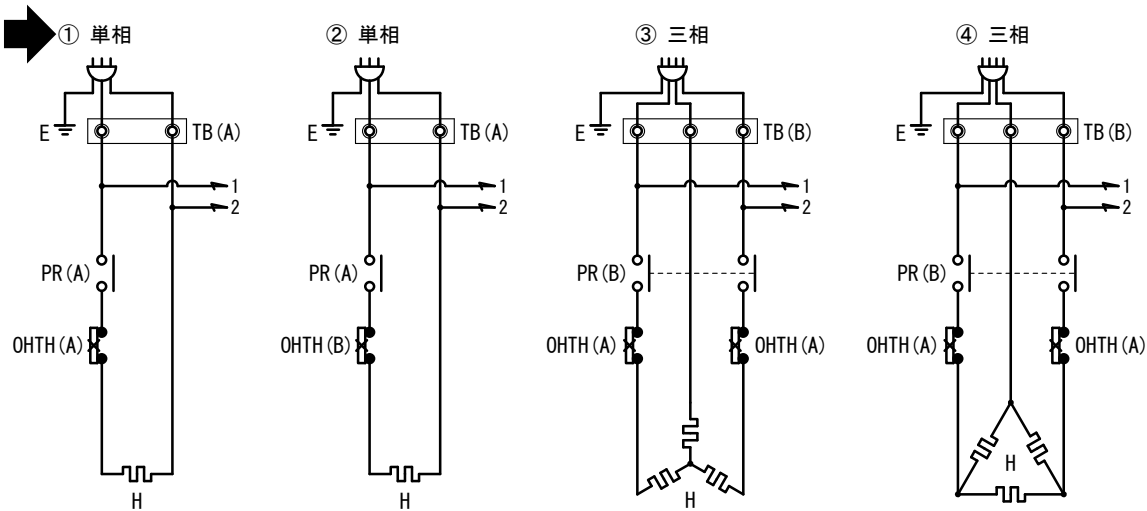 ① 単相
② 単相
③ 三相
④ 三相
E TB(A)
E TB(A)
E TB(B)
E TB(B)
1
1
1
1
2
2
2
2
PR(A)
PR(A)
PR(B)
PR(B)
OHTH(A)
OHTH(B)
OHTH(A) OHTH(A)
OHTH(A) OHTH(A)
H
H
H
H